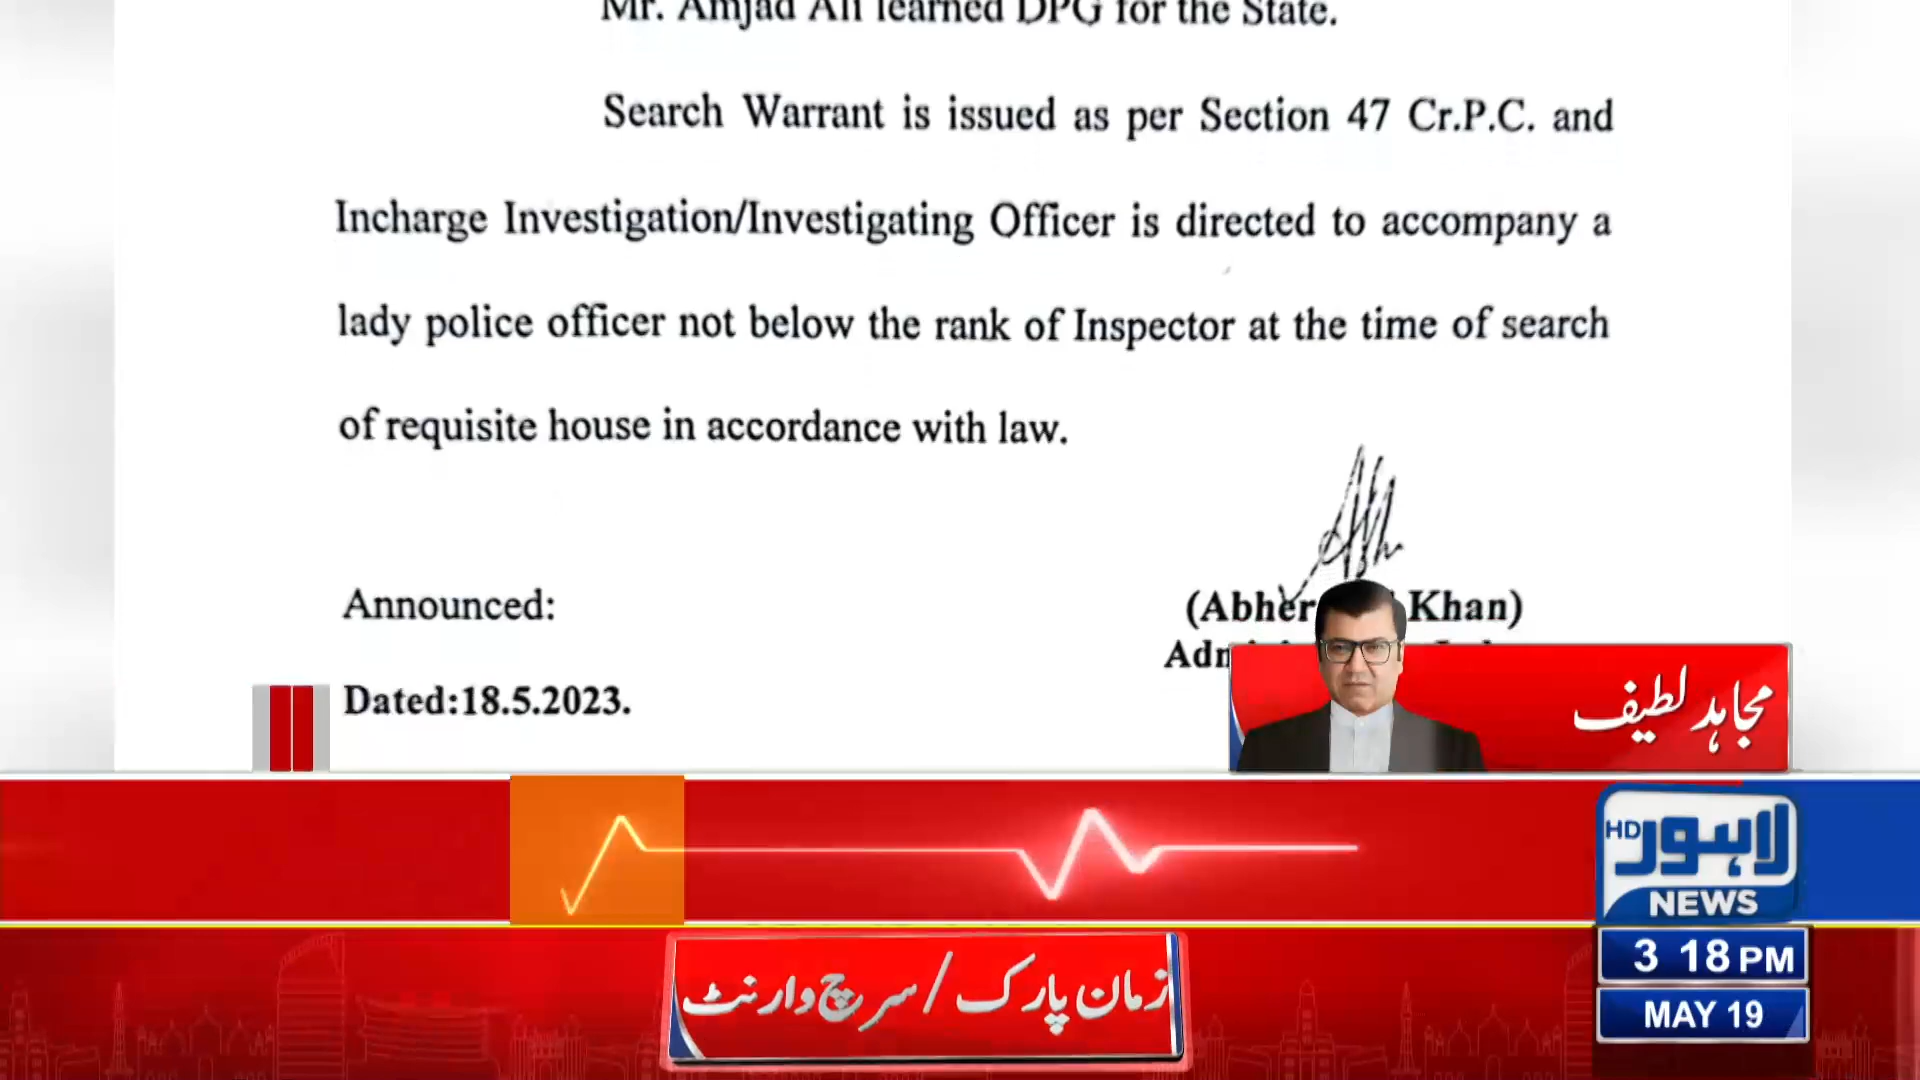 Mr. Amjad Ali learned DPG for the State.
Search Warrant is issued as per Section 47 Cr.P.C. and
Incharge Investigation/Investigating Officer is directed to accompany a
lady police officer not below the rank of Inspector at the time of search
of requisite house in accordance with law.
Announced:
Khan)
Dated:18.5.2023.
مجاہد لطیف
HD لاہور
NEWS
زمان پارک / سرچ وارنٹ
3 18 PM
MAY 19